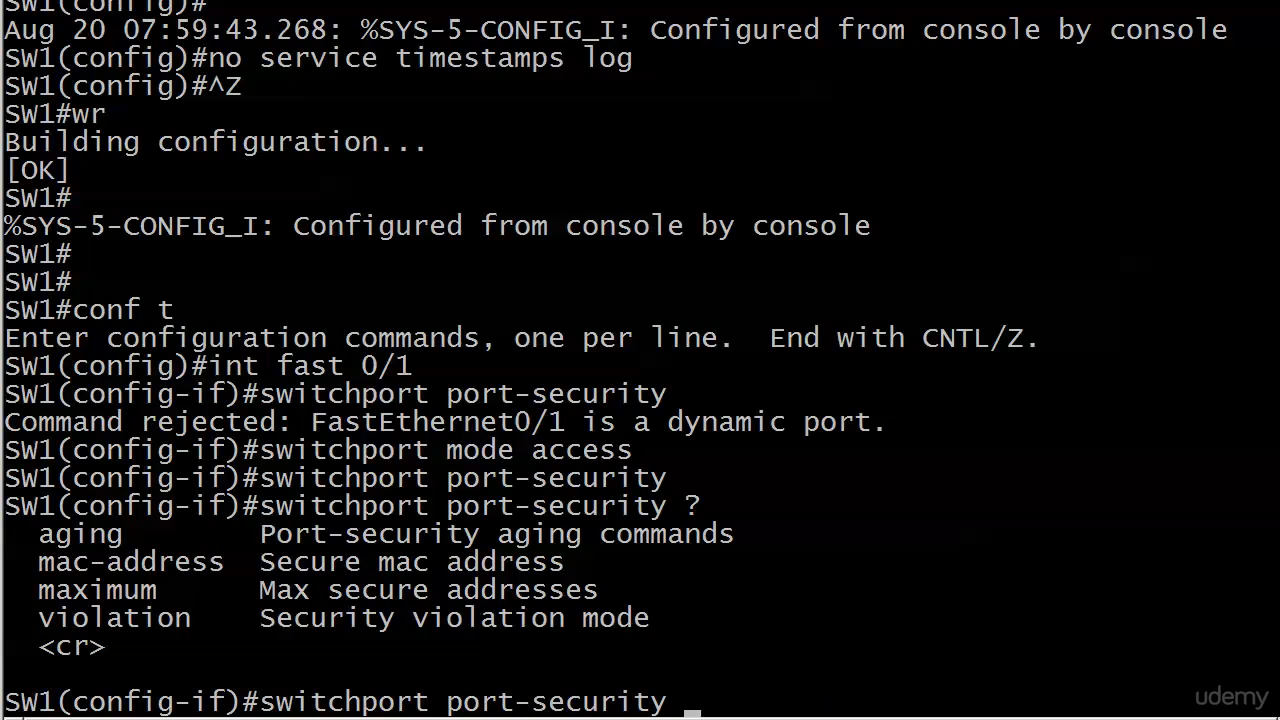 SW1(config)#
Aug 20 07:59:43.268: %SYS-5-CONFIG_I: Configured from console by console
SW1(config)#no service timestamps log
SW1(config)#^Z
SW1#wr
Building configuration...
[OK]
SW1#
%SYS-5-CONFIG_I: Configured from console by console
SW1#
SW1#
SW1#conf t
Enter configuration commands, one per line.  End with CNTL/Z.
SW1(config)#int fast 0/1
SW1(config-if)#switchport port-security
Command rejected: FastEthernet0/1 is a dynamic port.
SW1(config-if)#switchport mode access
SW1(config-if)#switchport port-security
SW1(config-if)#switchport port-security ?
  aging        Port-security aging commands
  mac-address  Secure mac address
  maximum      Max secure addresses
  violation    Security violation mode
  <cr>
SW1(config-if)#switchport port-security _
udemy